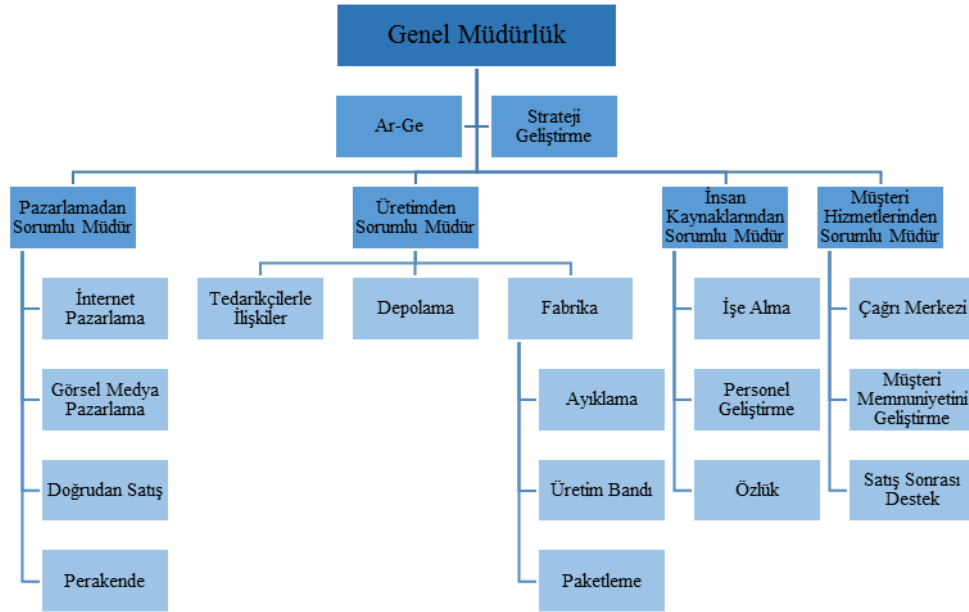 Genel Müdürlük
Ar-Ge
Strateji
Geliştirme
Pazarlamadan
Sorumlu Müdür
Üretimden
Sorumlu Müdür
İnsan
Kaynaklarından
Sorumlu Müdür
Müşteri
Hizmetlerinden
Sorumlu Müdür
İnternet
Pazarlama
Görsel Medya
Pazarlama
Doğrudan Satış
Perakende
Tedarikçilerle
İlişkiler
Depolama
Fabrika
Ayıklama
Üretim Bandı
Paketleme
İşe Alma
Personel
Geliştirme
Özlük
Çağrı Merkezi
Müşteri
Memnuniyetini
Geliştirme
Satış Sonrası
Destek